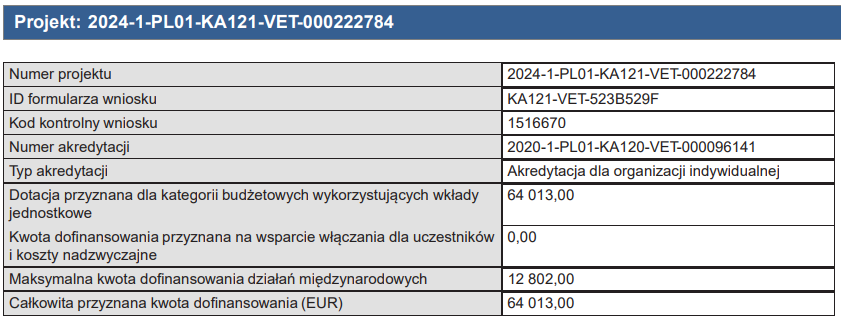 Projekt: 2024-1-PL01-KA121-VET-000222784
Numer projektu 2024-1-PL01-KA121-VET-000222784
ID formularza wniosku KA121-VET-523B529F
Kod kontrolny wniosku 1516670
Numer akredytacji 2020-1-PL01-KA120-VET-000096141
Typ akredytacji Akredytacja dla organizacji indywidualnej
Dotacja przyznana dla kategorii budżetowych wykorzystujących wkłady 64 013,00
jednostkowe
Kwota dofinansowania przyznana na wsparcie włączania dla uczestników 0,00
i koszty nadzwyczajne
Maksymalna kwota dofinansowania działań międzynarodowych 12 802,00
Całkowita przyznana kwota dofinansowania (EUR) 64 013,00